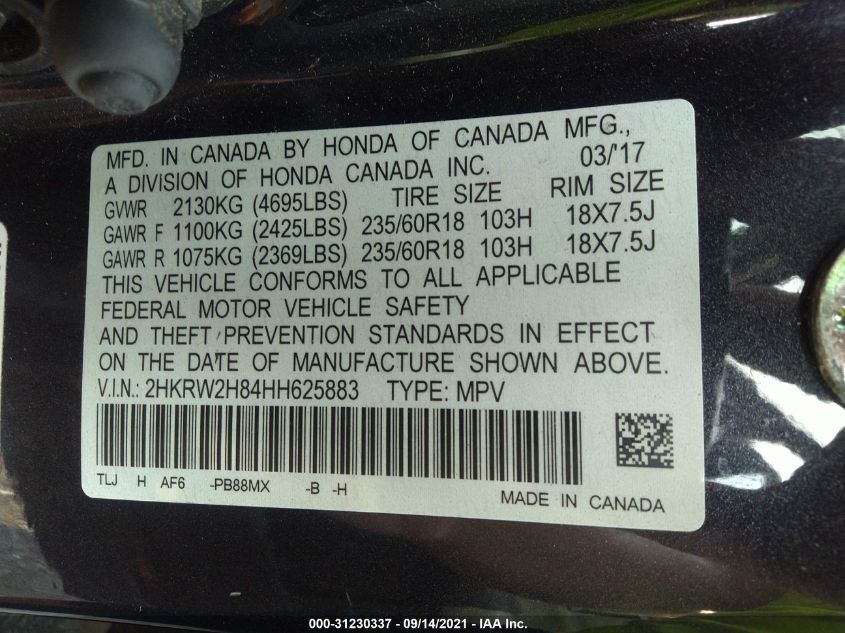 MFD. IN CANADA BY HONDA OF CANADA MFG.,
A DIVISION OF HONDA CANADA INC. 03/'17
GVWR 2130KG (4695LBS) TIRE SIZE RIM SIZE
GAWR F 1100KG (2425LBS) 235/60R18 103H 18X7.5J
GAWR R 1075KG (2369LBS) 235/60R18 103H 18X7.5J
THIS VEHICLE CONFORMS TO ALL APPLICABLE
FEDERAL MOTOR VEHICLE SAFETY
AND THEFT PREVENTION STANDARDS IN EFFECT
ON THE DATE OF MANUFACTURE SHOWN ABOVE.
V.I.N.: 2HKRW2H84HH625883 TYPE: MPV
TLJ H AF6 -PB88MX -B -H
MADE IN CANADA
000-31230337 - 09/14/2021 - IAA Inc.